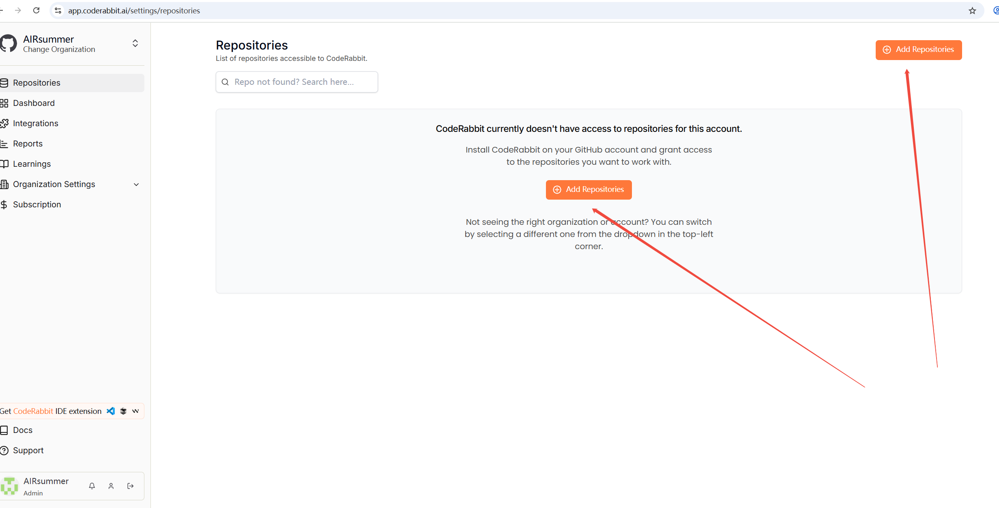 app.coderabbit.ai/settings/repositories
AIRsummer
Change Organization
Repositories
Dashboard
Integrations
Reports
Learnings
Organization Settings
Subscription
Get CodeRabbit IDE extension
Docs
Support
AIRsummer
Admin
Repositories
List of repositories accessible to CodeRabbit.
Add Repositories
Repo not found? Search here...
CodeRabbit currently doesn't have access to repositories for this account.
Install CodeRabbit on your GitHub account and grant access
to the repositories you want to work with.
Add Repositories
Not seeing the right organization or account? You can switch
by selecting a different one from the dropdown in the top-left
corner.